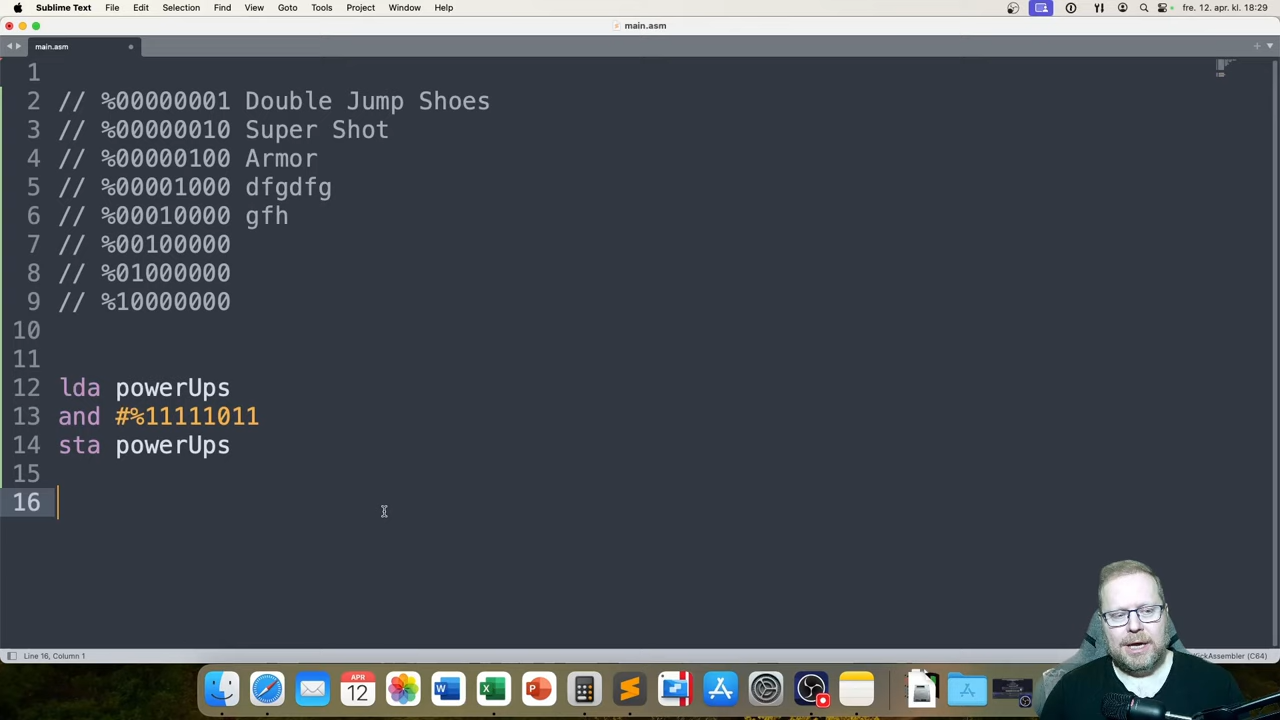 Sublime Text File Edit Selection Find View Goto Tools Project Window Help fre. 12. apr. kl. 18:29
main.asm
main.asm
1
2 // %00000001 Double Jump Shoes
3 // %00000010 Super Shot
4 // %00000100 Armor
5 // %00001000 dfgdfg
6 // %00010000 gfh
7 // %00100000
8 // %01000000
9 // %10000000
10
11
12 lda powerUps
13 and #%11111011
14 sta powerUps
15
16
Line 16, Column 1
APR
12